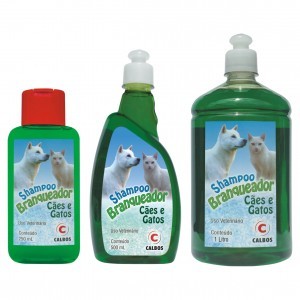 Shampoo
Branqueador
Cães e
Gatos
Uso Veterinário
Conteúdo
C
CALBOS
Shampoo
Branqueador
Cães e
Gatos
Uso Veterinário
Conteúdo
500 ml
C
CALBOS
Shampoo
Branqueador
Cães e
Gatos
Uso Veterinário
Conteúdo
1 Litro
C
CALBOS